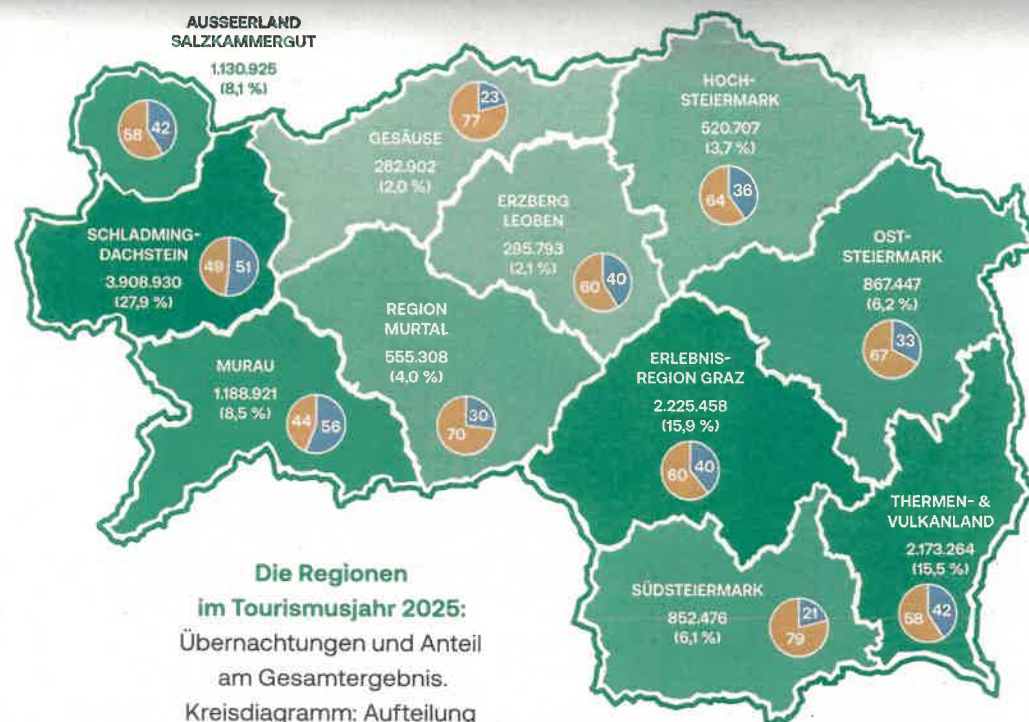 AUSSEERLAND
SALZKAMMERGUT
1.130.925
(8,1 %)
58 42
GESÄUSE
282.902
(2,0 %)
77 23
HOCH-
STEIERMARK
520.707
(3,7 %)
64 36
ERZBERG
LEOBEN
295.793
(2,1 %)
60 40
SCHLADMING-
DACHSTEIN
3.908.930
(27,9 %)
49 51
OST-
STEIERMARK
867.447
(6,2 %)
67 33
REGION
MURTAL
555.308
(4,0 %)
70 30
MURAU
1.188.921
(8,5 %)
44 56
ERLEBNIS-
REGION GRAZ
2.225.458
(15,9 %)
60 40
THERMEN- &
VULKANLAND
2.173.264
(15,5 %)
58 42
SÜDSTEIERMARK
852.476
(6,1 %)
79 21
Die Regionen
im Tourismusjahr 2025:
Übernachtungen und Anteil
am Gesamtergebnis.
Kreisdiagramm: Aufteilung